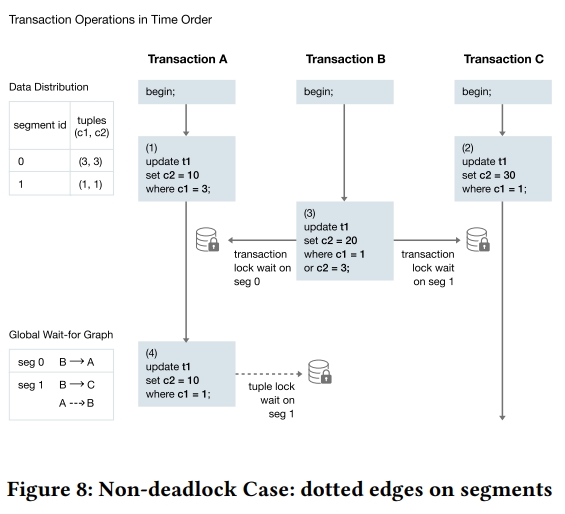 Transaction Operations in Time Order
Transaction A
Transaction B
Transaction C
Data Distribution
segment id
tuples
(c1, c2)
0
(3, 3)
1
(1, 1)
begin;
begin;
begin;
(1)
update t1
set c2 = 10
where c1 = 3;
(2)
update t1
set c2 = 30
where c1 = 1;
(3)
update t1
set c2 = 20
where c1 = 1
or c2 = 3;
transaction
lock wait on
seg 0
transaction
lock wait
on seg 1
Global Wait-for Graph
seg 0 B → A
seg 1 B → C
A ---> B
(4)
update t1
set c2 = 10
where c1 = 1;
tuple lock
wait on
seg 1
Figure 8: Non-deadlock Case: dotted edges on segments